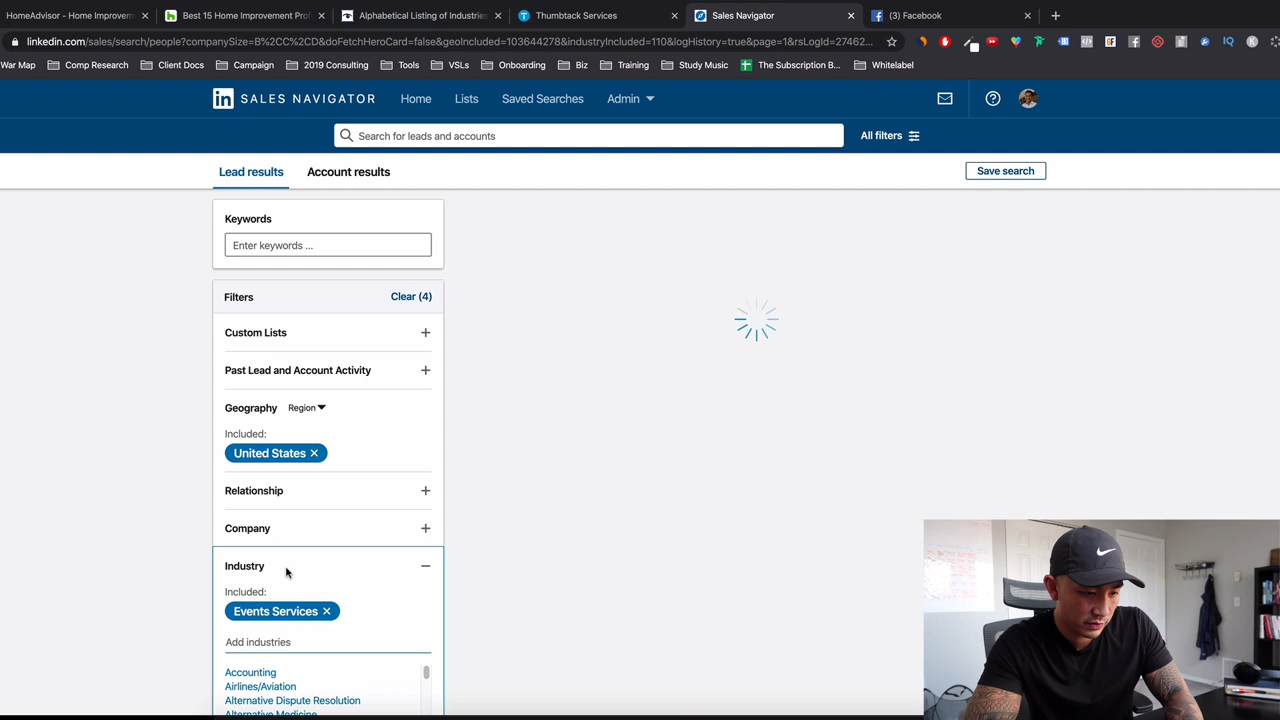 HomeAdvisor - Home Improvem
Best 15 Home Improvement Prof
Alphabetical Listing of Industries
Thumbtack Services
Sales Navigator
(3) Facebook
linkedin.com/sales/search/people?companySize=B%2CC%2CD&doFetchHeroCard=false&geoIncluded=103644278&industryIncluded=110&logHistory=true&page=1&rsLogId=27462...
War Map
Comp Research
Client Docs
Campaign
2019 Consulting
Tools
VSLs
Onboarding
Biz
Training
Study Music
The Subscription B...
Whitelabel
in SALES NAVIGATOR
Home
Lists
Saved Searches
Admin
Search for leads and accounts
All filters
Lead results
Account results
Save search
Keywords
Enter keywords ...
Filters
Clear (4)
Custom Lists
Past Lead and Account Activity
Geography Region
Included:
United States
Relationship
Company
Industry
Included:
Events Services
Add industries
Accounting
Airlines/Aviation
Alternative Dispute Resolution
Alternative Medicine